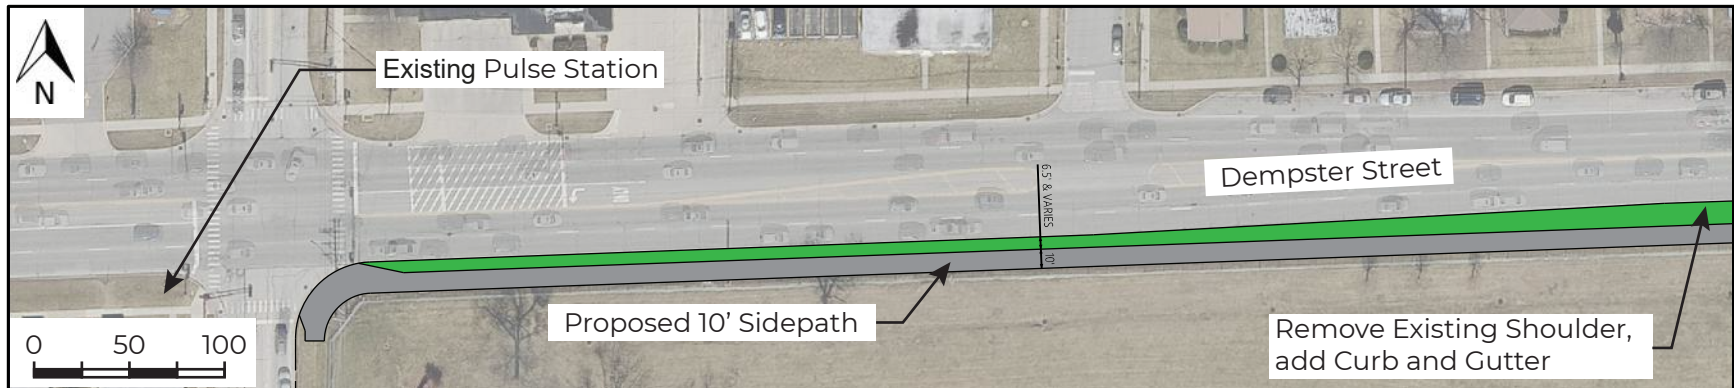 N
Existing Pulse Station
6.5' & VARIES
10'
Dempster Street
Proposed 10’ Sidepath
0 50 100
Remove Existing Shoulder,
add Curb and Gutter